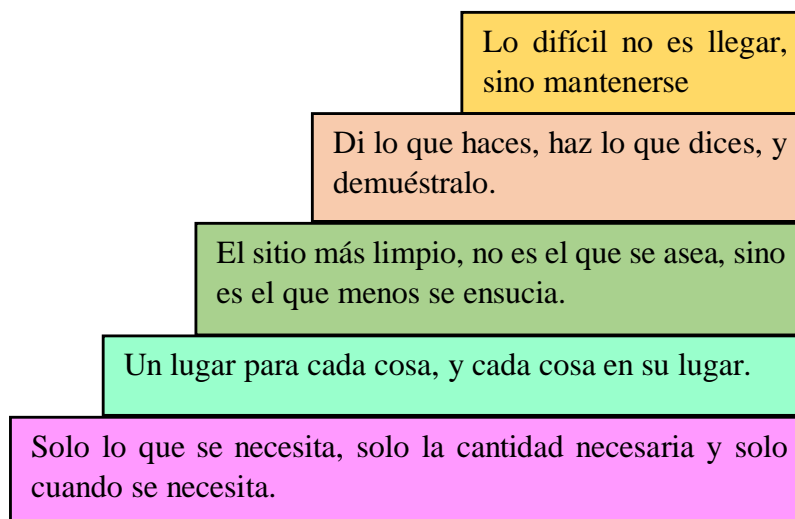 Lo difícil no es llegar,
sino mantenerse
Di lo que haces, haz lo que dices, y
demuéstralo.
El sitio más limpio, no es el que se asea, sino
es el que menos se ensucia.
Un lugar para cada cosa, y cada cosa en su lugar.
Solo lo que se necesita, solo la cantidad necesaria y solo
cuando se necesita.